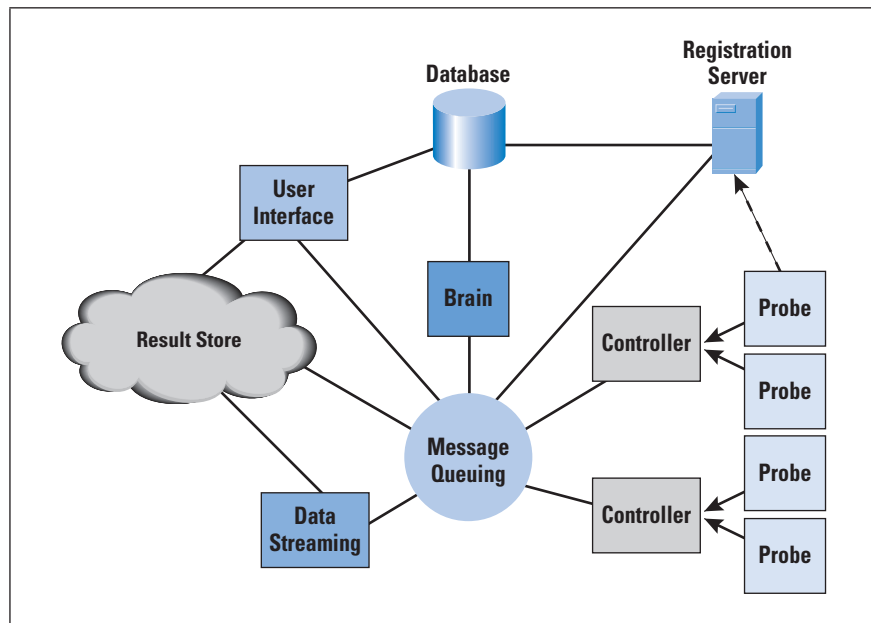 Registration
Server
Database
User
Interface
Brain
Probe
Result Store
Controller
Probe
Message
Queuing
Probe
Controller
Data
Streaming
Probe